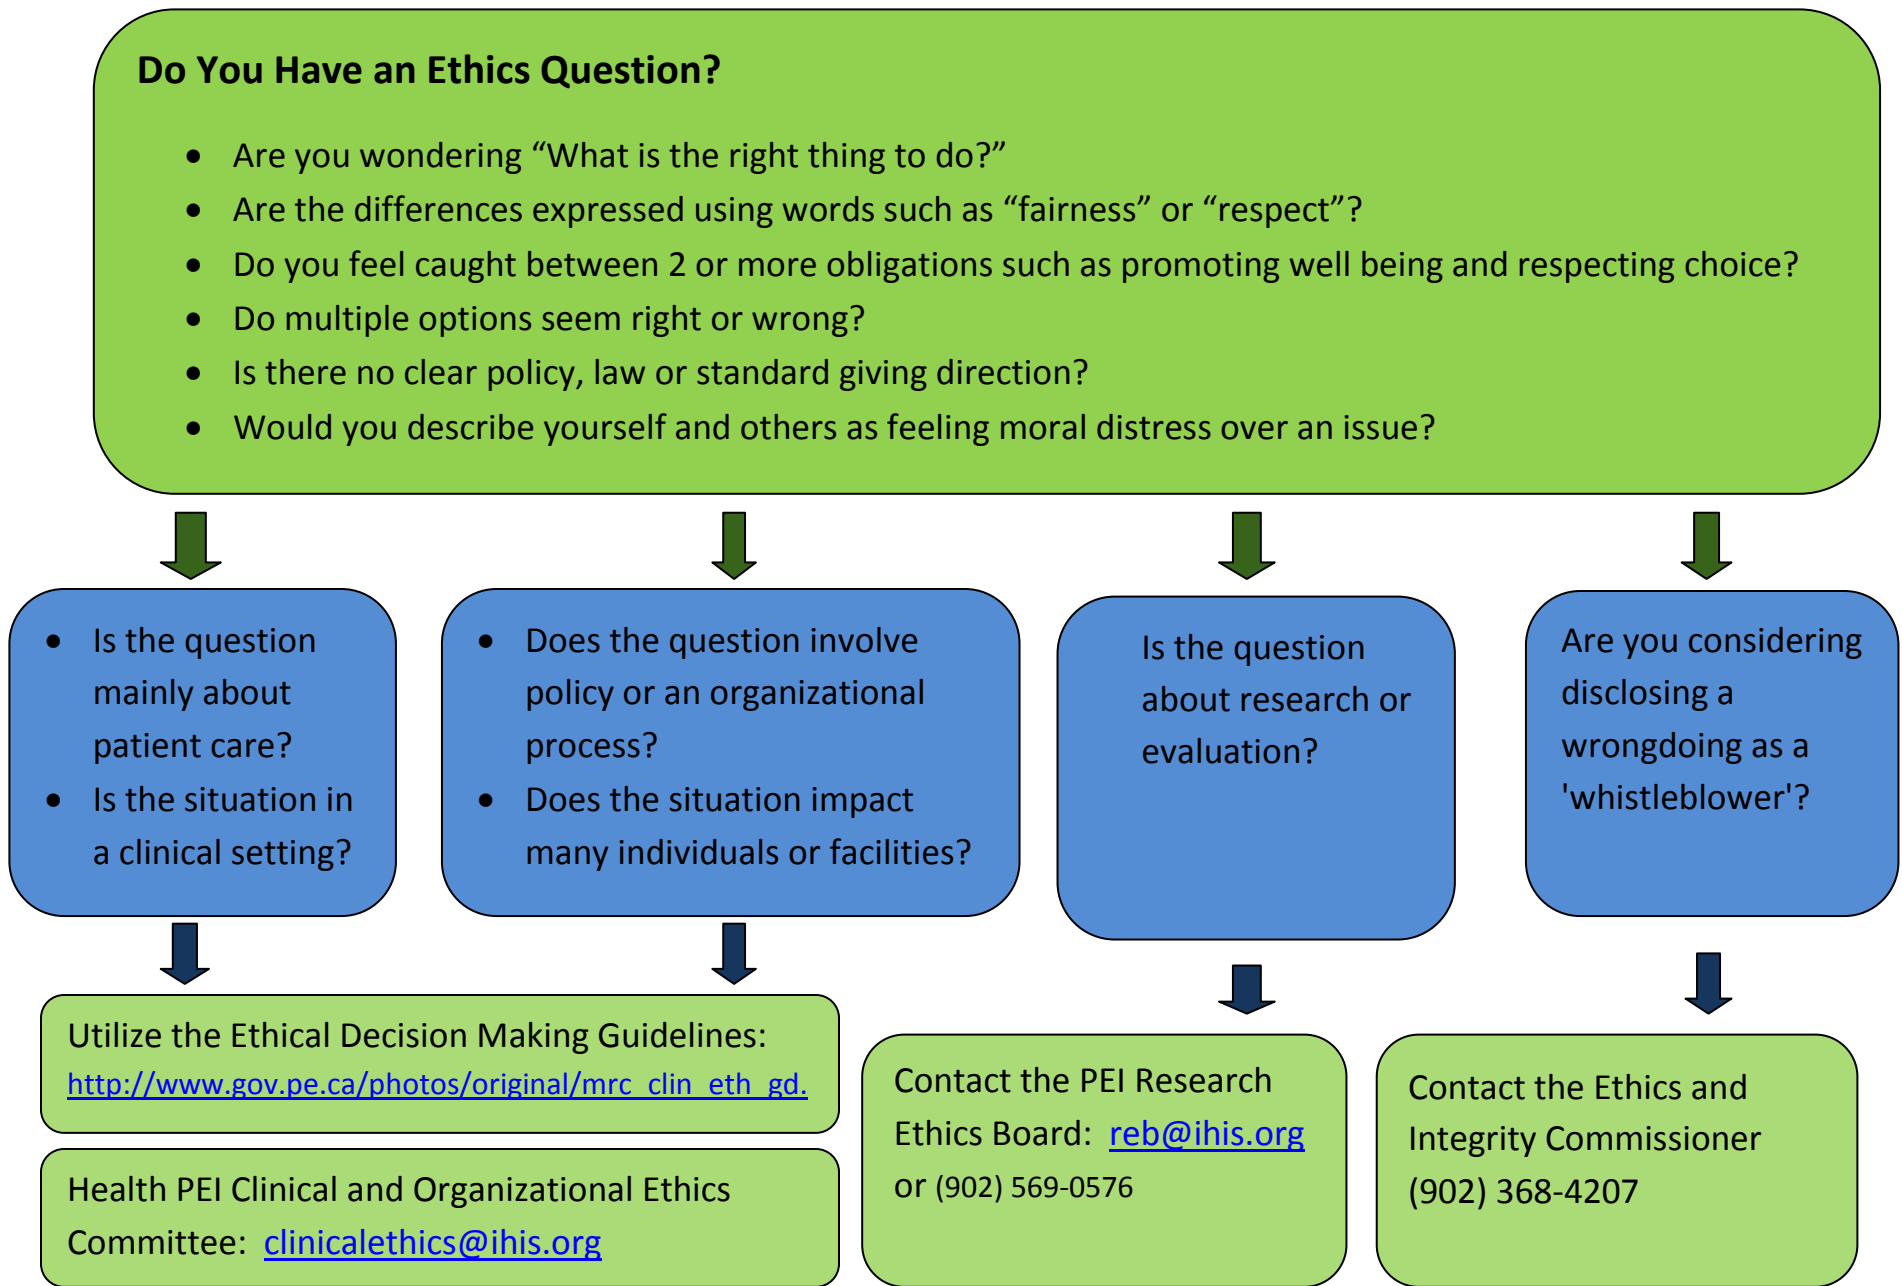 Do You Have an Ethics Question?
• Are you wondering “What is the right thing to do?”
• Are the differences expressed using words such as “fairness” or “respect”?
• Do you feel caught between 2 or more obligations such as promoting well being and respecting choice?
• Do multiple options seem right or wrong?
• Is there no clear policy, law or standard giving direction?
• Would you describe yourself and others as feeling moral distress over an issue?
• Is the question
mainly about
patient care?
• Is the situation in
a clinical setting?
• Does the question involve
policy or an organizational
process?
• Does the situation impact
many individuals or facilities?
Is the question
about research or
evaluation?
Are you considering
disclosing a
wrongdoing as a
'whistleblower'?
Utilize the Ethical Decision Making Guidelines:
http://www.gov.pe.ca/photos/original/mrc_clin_eth_gd.
Health PEI Clinical and Organizational Ethics
Committee: clinicalethics@ihis.org
Contact the PEI Research
Ethics Board: reb@ihis.org
or (902) 569-0576
Contact the Ethics and
Integrity Commissioner
(902) 368-4207